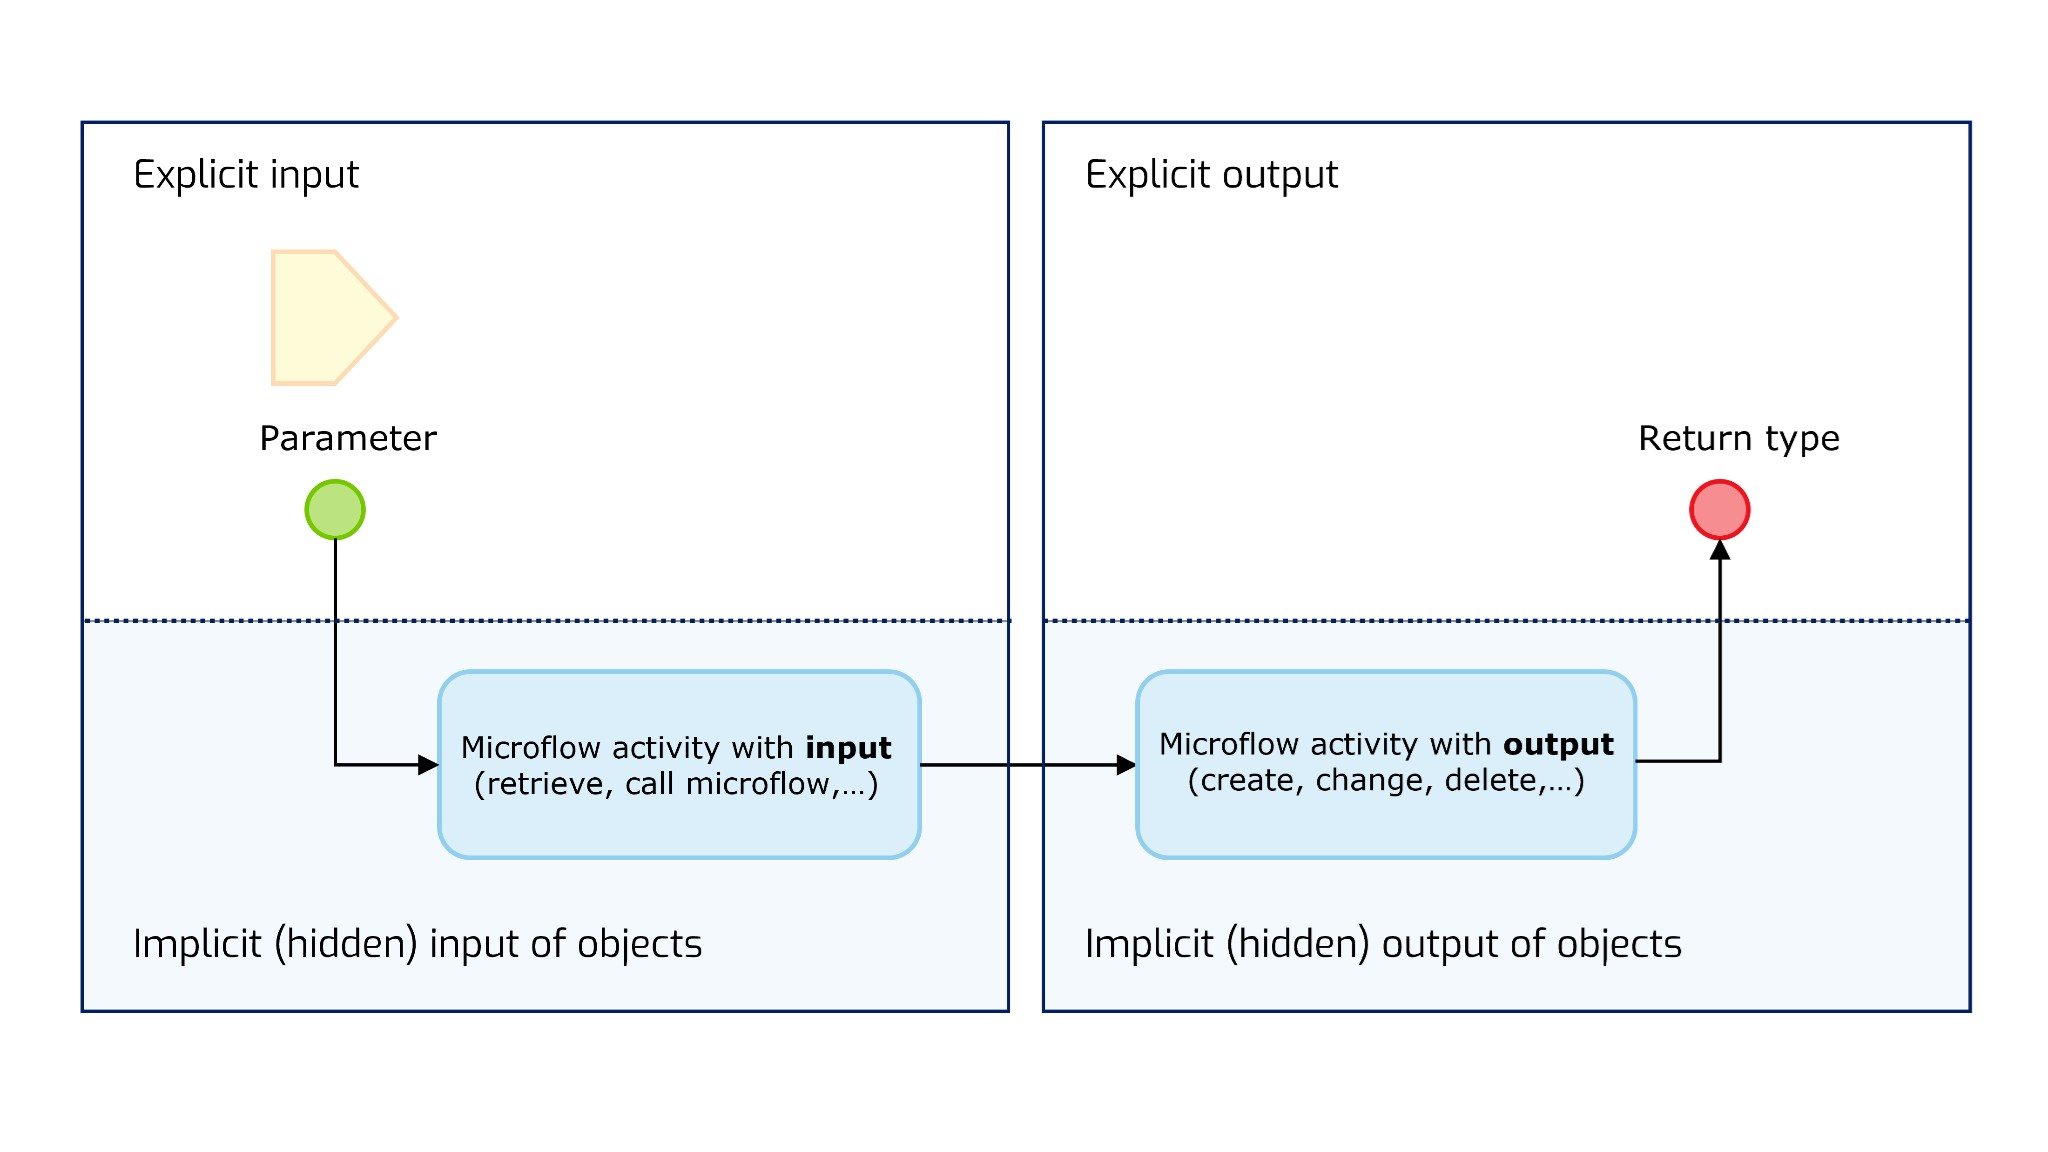 Explicit input
Parameter
Microflow activity with input
(retrieve, call microflow,...)
Implicit (hidden) input of objects
Explicit output
Return type
Microflow activity with output
(create, change, delete,...)
Implicit (hidden) output of objects